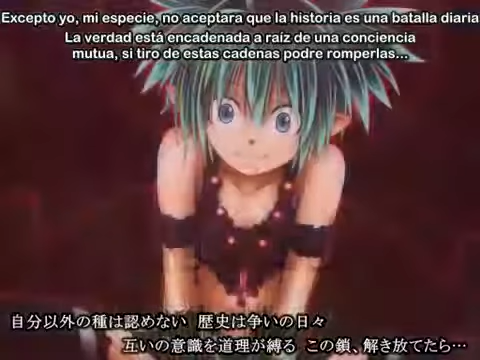 Excepto yo, mi especie, no aceptara que la historia es una batalla diaria
La verdad está encadenada a raíz de una conciencia
mutua, si tiro de estas cadenas podre romperlas...
自分以外の種は認めない 歴史は争いの日々
互いの意識を道理が縛る この鎖、解き放てたら…